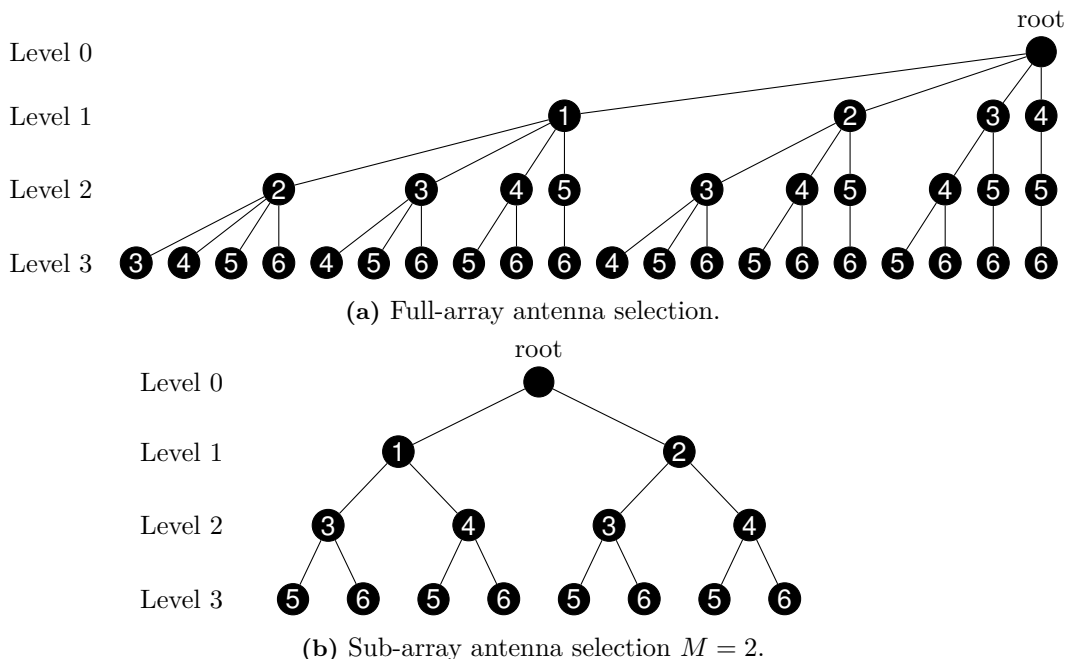 root
Level 0
Level 1 1 2 3 4
Level 2 2 3 4 5 3 4 5 4 5 5
Level 3 3 4 5 6 4 5 6 5 6 6 4 5 6 5 6 6 5 6 6 6
(a) Full-array antenna selection.
root
Level 0
Level 1 1 2
Level 2 3 4 3 4
Level 3 5 6 5 6 5 6 5 6
(b) Sub-array antenna selection M = 2.